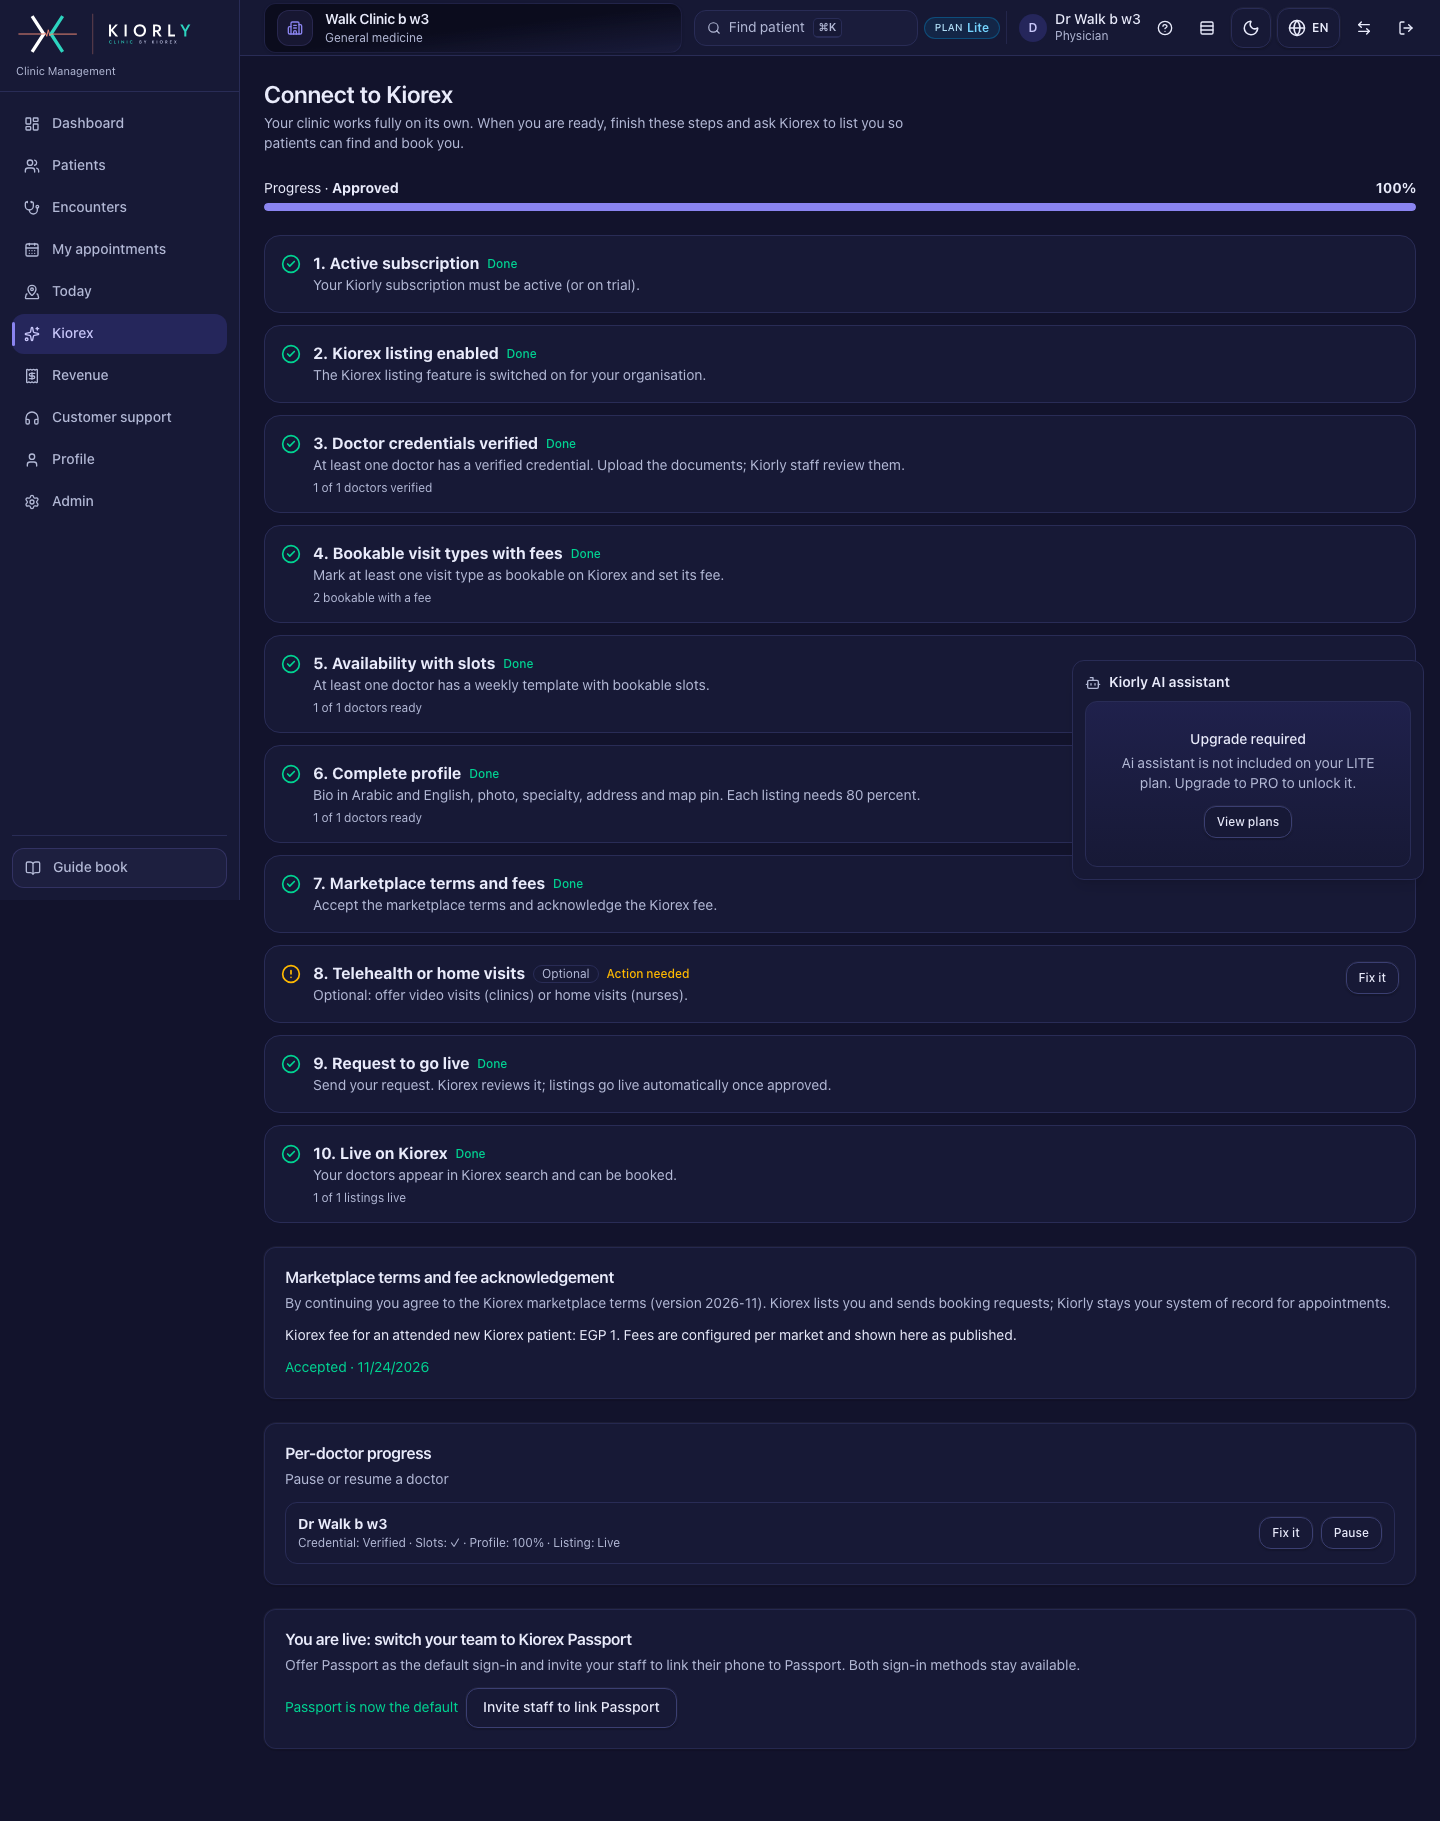 KIORLY
CLINIC BY KIOREX
Clinic Management
Dashboard
Patients
Encounters
My appointments
Today
Kiorex
Revenue
Customer support
Profile
Admin
Guide book
Walk Clinic b w3
General medicine
Find patient ⌘K
PLAN Lite
D
Dr Walk b w3
Physician
EN
Connect to Kiorex
Your clinic works fully on its own. When you are ready, finish these steps and ask Kiorex to list you so
patients can find and book you.
Progress · Approved 100%
1. Active subscription Done
Your Kiorly subscription must be active (or on trial).
2. Kiorex listing enabled Done
The Kiorex listing feature is switched on for your organisation.
3. Doctor credentials verified Done
At least one doctor has a verified credential. Upload the documents; Kiorly staff review them.
1 of 1 doctors verified
4. Bookable visit types with fees Done
Mark at least one visit type as bookable on Kiorex and set its fee.
2 bookable with a fee
5. Availability with slots Done
At least one doctor has a weekly template with bookable slots.
1 of 1 doctors ready
6. Complete profile Done
Bio in Arabic and English, photo, specialty, address and map pin. Each listing needs 80 percent.
1 of 1 doctors ready
7. Marketplace terms and fees Done
Accept the marketplace terms and acknowledge the Kiorex fee.
8. Telehealth or home visits Optional Action needed
Optional: offer video visits (clinics) or home visits (nurses).
Fix it
9. Request to go live Done
Send your request. Kiorex reviews it; listings go live automatically once approved.
10. Live on Kiorex Done
Your doctors appear in Kiorex search and can be booked.
1 of 1 listings live
Kiorly AI assistant
Upgrade required
Ai assistant is not included on your LITE
plan. Upgrade to PRO to unlock it.
View plans
Marketplace terms and fee acknowledgement
By continuing you agree to the Kiorex marketplace terms (version 2026-11). Kiorex lists you and sends booking requests; Kiorly stays your system of record for appointments.
Kiorex fee for an attended new Kiorex patient: EGP 1. Fees are configured per market and shown here as published.
Accepted · 11/24/2026
Per-doctor progress
Pause or resume a doctor
Dr Walk b w3
Credential: Verified · Slots: ✓ · Profile: 100% · Listing: Live
Fix it
Pause
You are live: switch your team to Kiorex Passport
Offer Passport as the default sign-in and invite your staff to link their phone to Passport. Both sign-in methods stay available.
Passport is now the default
Invite staff to link Passport